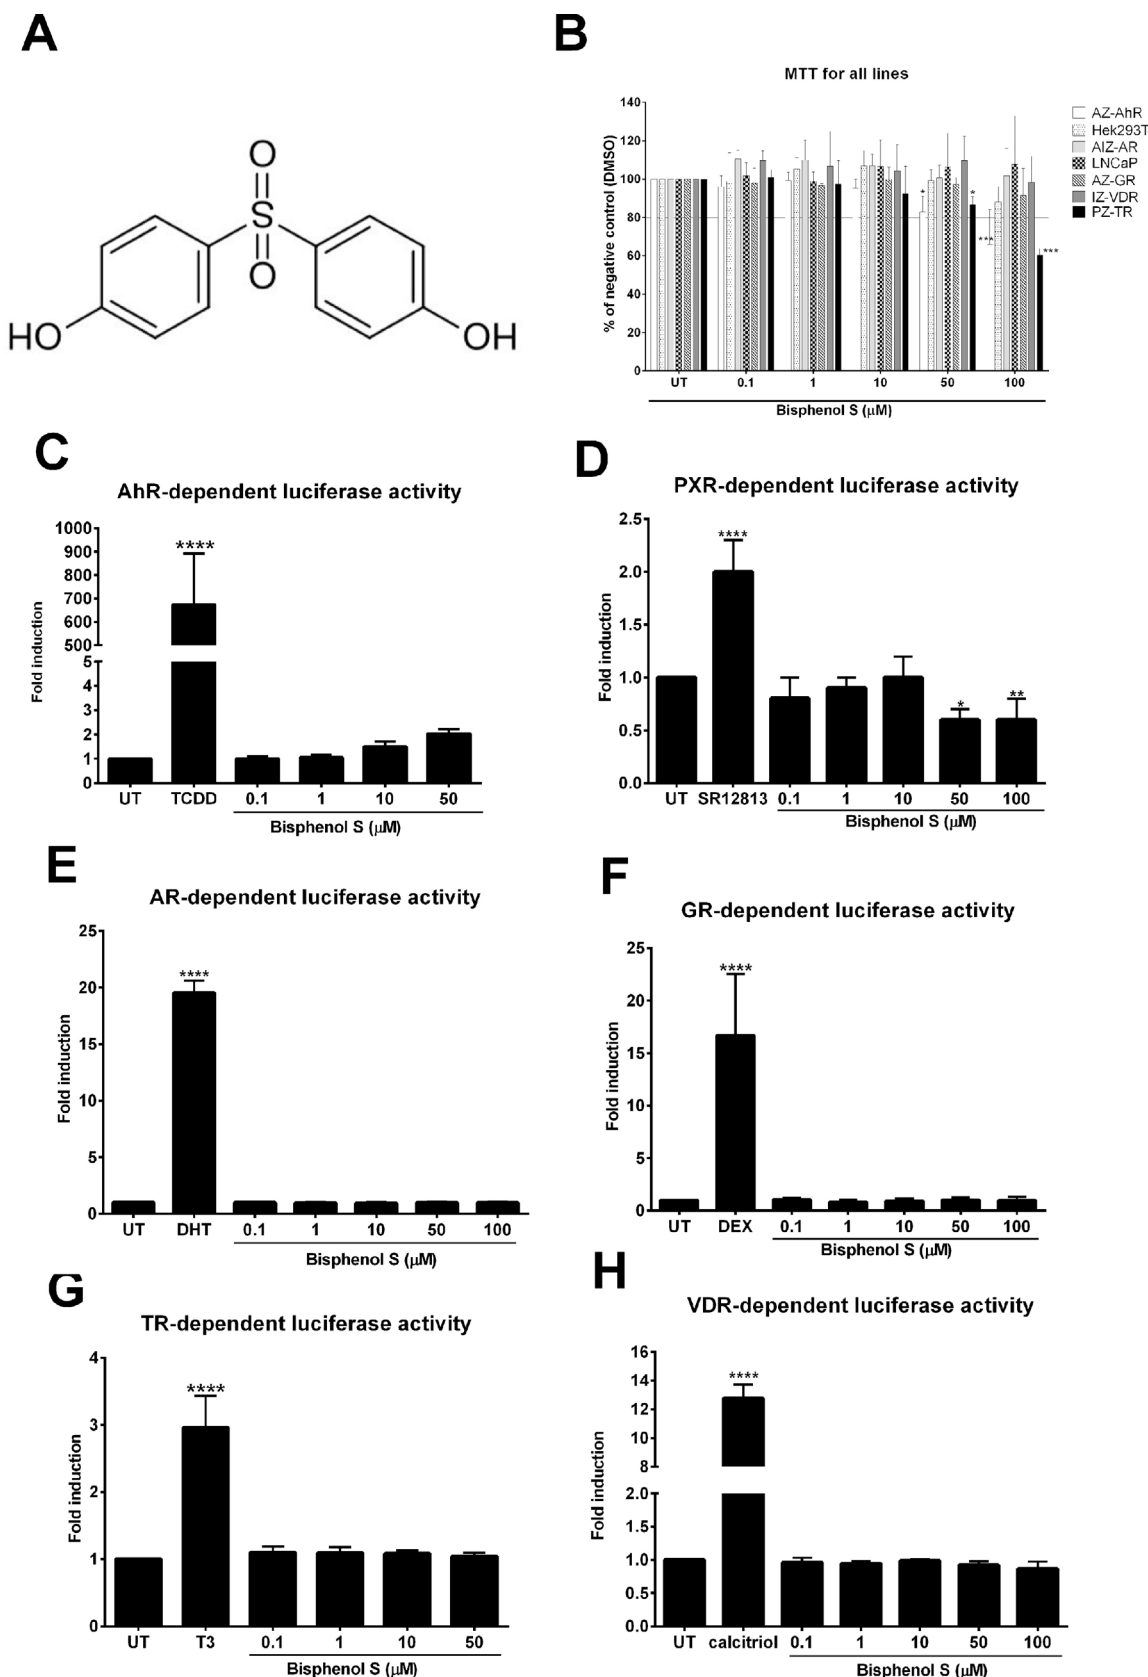 A
O
S
O
HO
OH
B
MTT for all lines
% of negative control (DMSO)
140
120
100
80
60
40
20
0
*
*
***
***
UT 0.1 1 10 50 100
Bisphenol S (μM)
AZ-AhR
Hek293T
AIZ-AR
LNCaP
AZ-GR
IZ-VDR
PZ-TR
C
AhR-dependent luciferase activity
Fold induction
1000
900
800
700
600
500
5
4
3
2
1
0
****
UT TCDD 0.1 1 10 50
Bisphenol S (μM)
D
PXR-dependent luciferase activity
Fold induction
2.5
2.0
1.5
1.0
0.5
0.0
****
*
**
UT SR12813 0.1 1 10 50 100
Bisphenol S (μM)
E
AR-dependent luciferase activity
Fold induction
25
20
15
10
5
0
****
UT DHT 0.1 1 10 50 100
Bisphenol S (μM)
F
GR-dependent luciferase activity
Fold induction
25
20
15
10
5
0
****
UT DEX 0.1 1 10 50 100
Bisphenol S (μM)
G
TR-dependent luciferase activity
Fold induction
4
3
2
1
0
****
UT T3 0.1 1 10 50
Bisphenol S (μM)
H
VDR-dependent luciferase activity
Fold induction
16
14
12
10
8
2.0
1.5
1.0
0.5
0.0
****
UT calcitriol 0.1 1 10 50 100
Bisphenol S (μM)